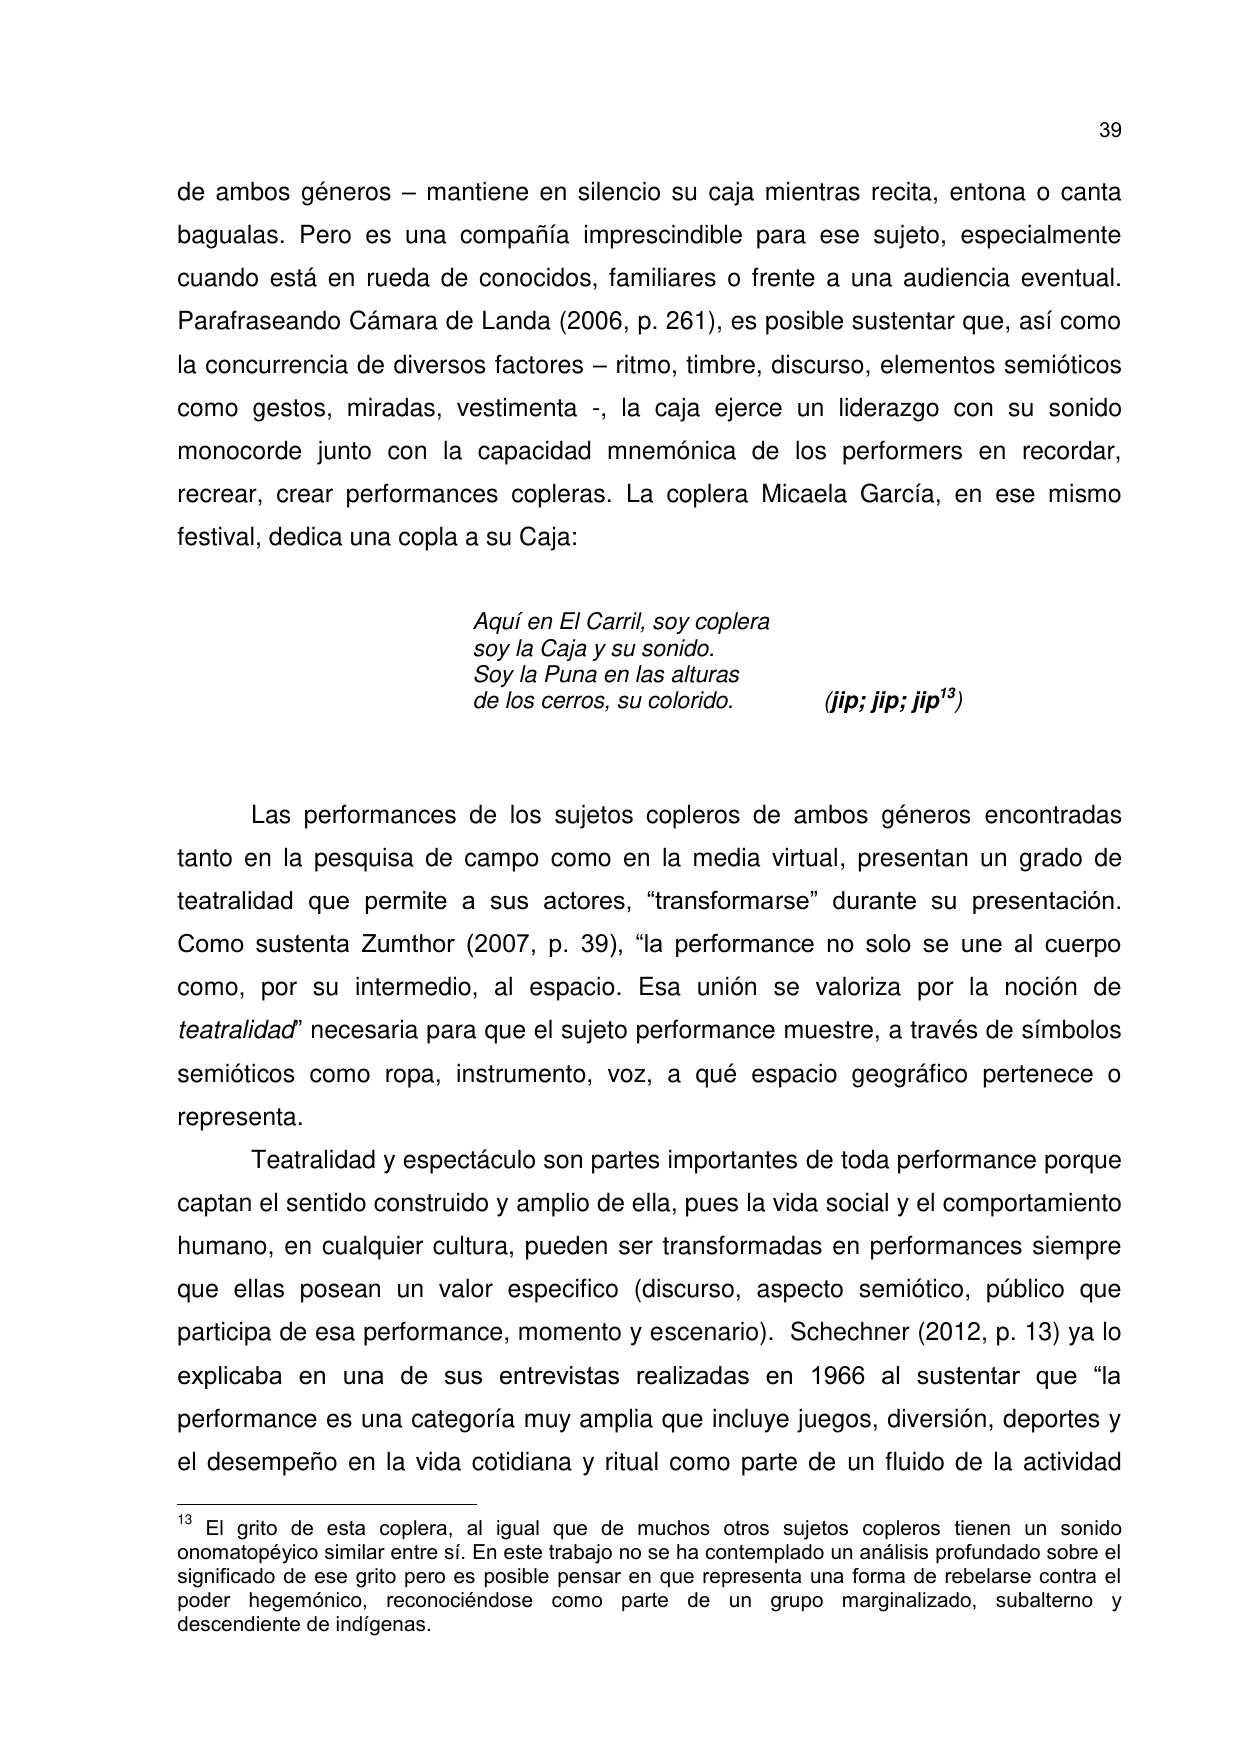 39
de ambos géneros – mantiene en silencio su caja mientras recita, entona o canta
bagualas. Pero es una compañía imprescindible para ese sujeto, especialmente
cuando está en rueda de conocidos, familiares o frente a una audiencia eventual.
Parafraseando Cámara de Landa (2006, p. 261), es posible sustentar que, así como
la concurrencia de diversos factores – ritmo, timbre, discurso, elementos semióticos
como gestos, miradas, vestimenta -, la caja ejerce un liderazgo con su sonido
monocorde junto con la capacidad mnemónica de los performers en recordar,
recrear, crear performances copleras. La coplera Micaela García, en ese mismo
festival, dedica una copla a su Caja:
Aquí en El Carril, soy coplera
soy la Caja y su sonido.
Soy la Puna en las alturas
de los cerros, su colorido. (jip; jip; jip13)
Las performances de los sujetos copleros de ambos géneros encontradas
tanto en la pesquisa de campo como en la media virtual, presentan un grado de
teatralidad que permite a sus actores, “transformarse” durante su presentación.
Como sustenta Zumthor (2007, p. 39), “la performance no solo se une al cuerpo
como, por su intermedio, al espacio. Esa unión se valoriza por la noción de
teatralidad” necesaria para que el sujeto performance muestre, a través de símbolos
semióticos como ropa, instrumento, voz, a qué espacio geográfico pertenece o
representa.
Teatralidad y espectáculo son partes importantes de toda performance porque
captan el sentido construido y amplio de ella, pues la vida social y el comportamiento
humano, en cualquier cultura, pueden ser transformadas en performances siempre
que ellas posean un valor especifico (discurso, aspecto semiótico, público que
participa de esa performance, momento y escenario). Schechner (2012, p. 13) ya lo
explicaba en una de sus entrevistas realizadas en 1966 al sustentar que “la
performance es una categoría muy amplia que incluye juegos, diversión, deportes y
el desempeño en la vida cotidiana y ritual como parte de un fluido de la actividad
13 El grito de esta coplera, al igual que de muchos otros sujetos copleros tienen un sonido
onomatopéyico similar entre sí. En este trabajo no se ha contemplado un análisis profundado sobre el
significado de ese grito pero es posible pensar en que representa una forma de rebelarse contra el
poder hegemónico, reconociéndose como parte de un grupo marginalizado, subalterno y
descendiente de indígenas.